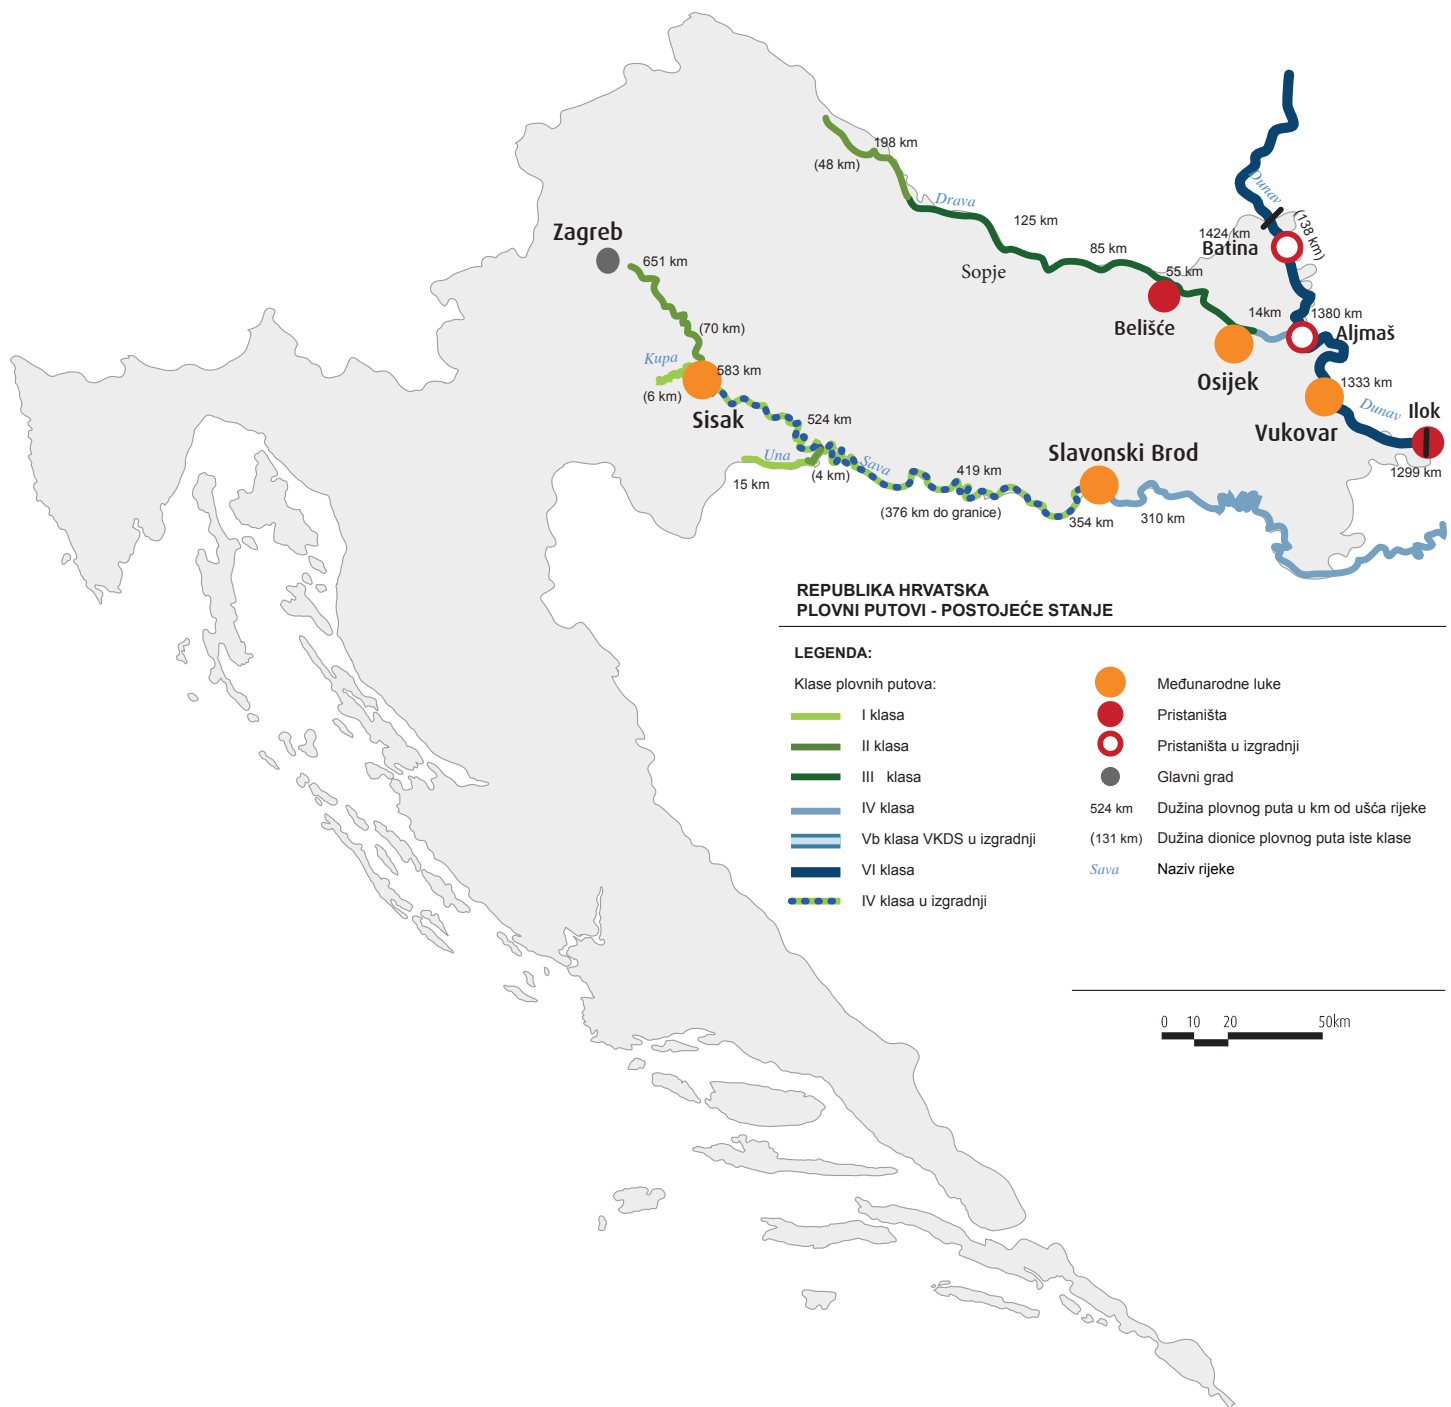 198 km
(48 km)
Drava
125 km
85 km
Sopje
55 km
Belišće
Dunav
(138 km)
1424 km
Batina
14km
1380 km
Aljmaš
Osijek
1333 km
Dunav
Ilok
Vukovar
1299 km
Zagreb
651 km
(70 km)
Kupa
583 km
(6 km)
Sisak
524 km
Una
Sava
15 km
(4 km)
419 km
(376 km do granice)
Slavonski Brod
354 km
310 km
REPUBLIKA HRVATSKA
PLOVNI PUTOVI - POSTOJEĆE STANJE
LEGENDA:
Klase plovnih putova:
I klasa
II klasa
III klasa
IV klasa
Vb klasa VKDS u izgradnji
VI klasa
IV klasa u izgradnji
Međunarodne luke
Pristaništa
Pristaništa u izgradnji
Glavni grad
524 km Dužina plovnog puta u km od ušća rijeke
(131 km) Dužina dionice plovnog puta iste klase
Sava Naziv rijeke
0 10 20 50km